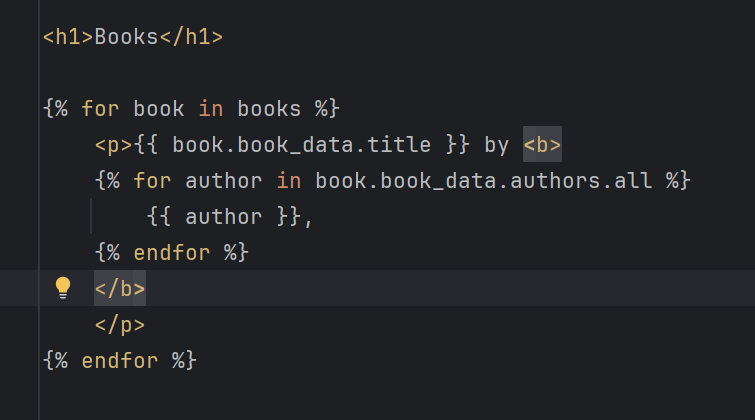 <h1>Books</h1>
{% for book in books %}
<p>{{ book.book_data.title }} by <b>
{% for author in book.book_data.authors.all %}
{{ author }},
{% endfor %}
</b>
</p>
{% endfor %}